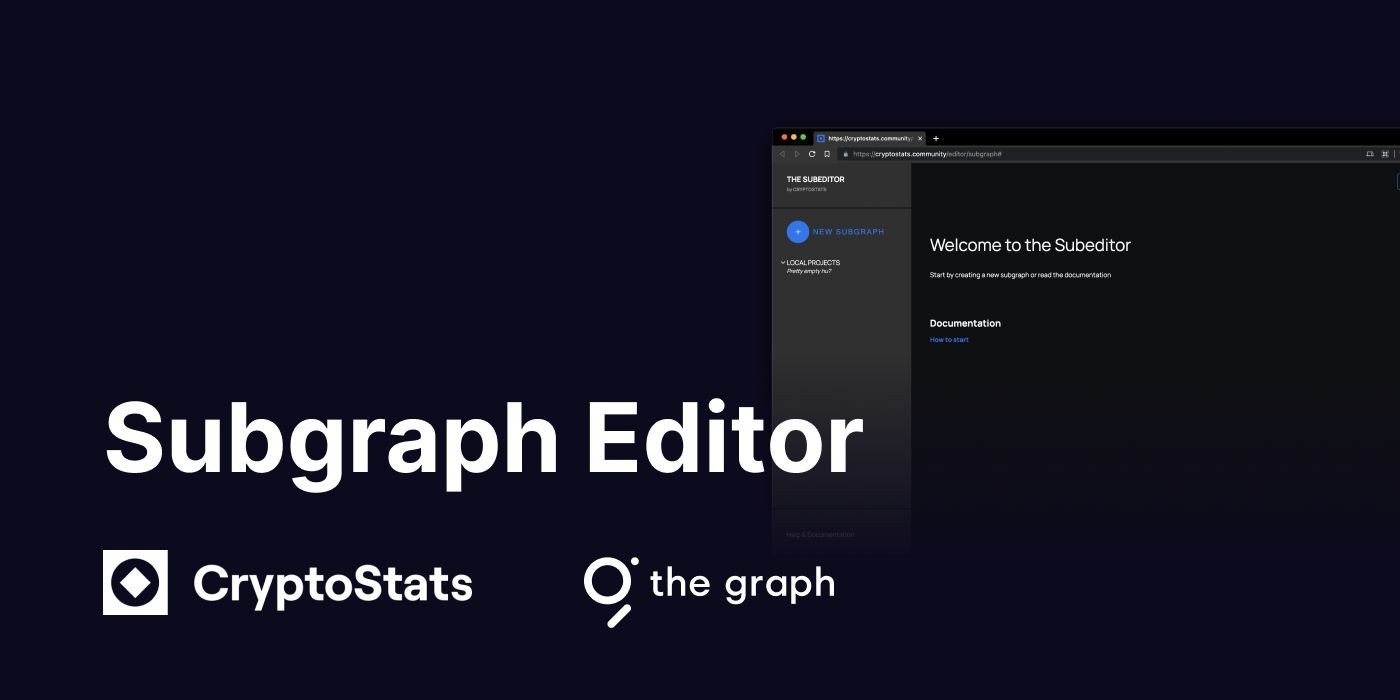 https://cryptostats.community/
https://cryptostats.community/editor/subgraph#
THE SUBEDITOR
by CRYPTOSTATS
NEW SUBGRAPH
LOCAL PROJECTS
Pretty empty hu?
Welcome to the Subeditor
Start by creating a new subgraph or read the documentation
Documentation
How to start
Subgraph Editor
Help & Documentation
CryptoStats
the graph